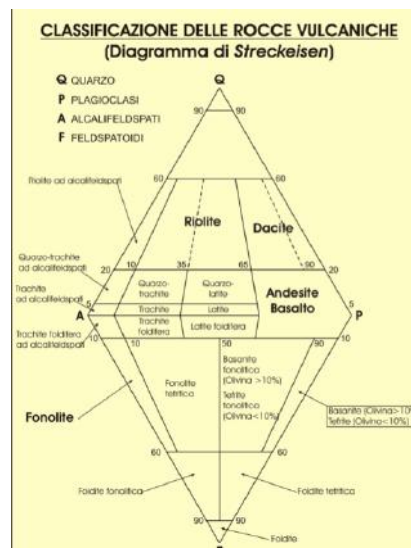 CLASSIFICAZIONE DELLE ROCCE VULCANICHE
(Diagramma di Streckeisen)
Q QUARZO
P PLAGIOCLASI
A ALCALIFELDSPATI
F FELDSPATOIDI
Q
90 90
60 60
Riolite ad alcalifeldspati
Riolite
Dacite
Quarzo-trachite
ad alcalifeldspati
20 10 35 65 90 20
Trachite
ad alcalifeldspati
Quarzo-
trachite
Quarzo-
latite
Andesite
Basalto
5 Trachite Latite 5
A P
Trachite foidifera
ad alcalifeldspati
Trachite
foidifera
Latite foidifera
10 10 50 90 10
Fonolite
Fonolite
tefritica
Basanite
fonolitica
(Olivina >10%)
Tefrite
fonolitica
(Olivina<10%)
Basanite (Olivina>10%
Tefrite (Olivina<10%)
60 60
Foidite fonolitica
Foidite tefritica
90 90
Foidite